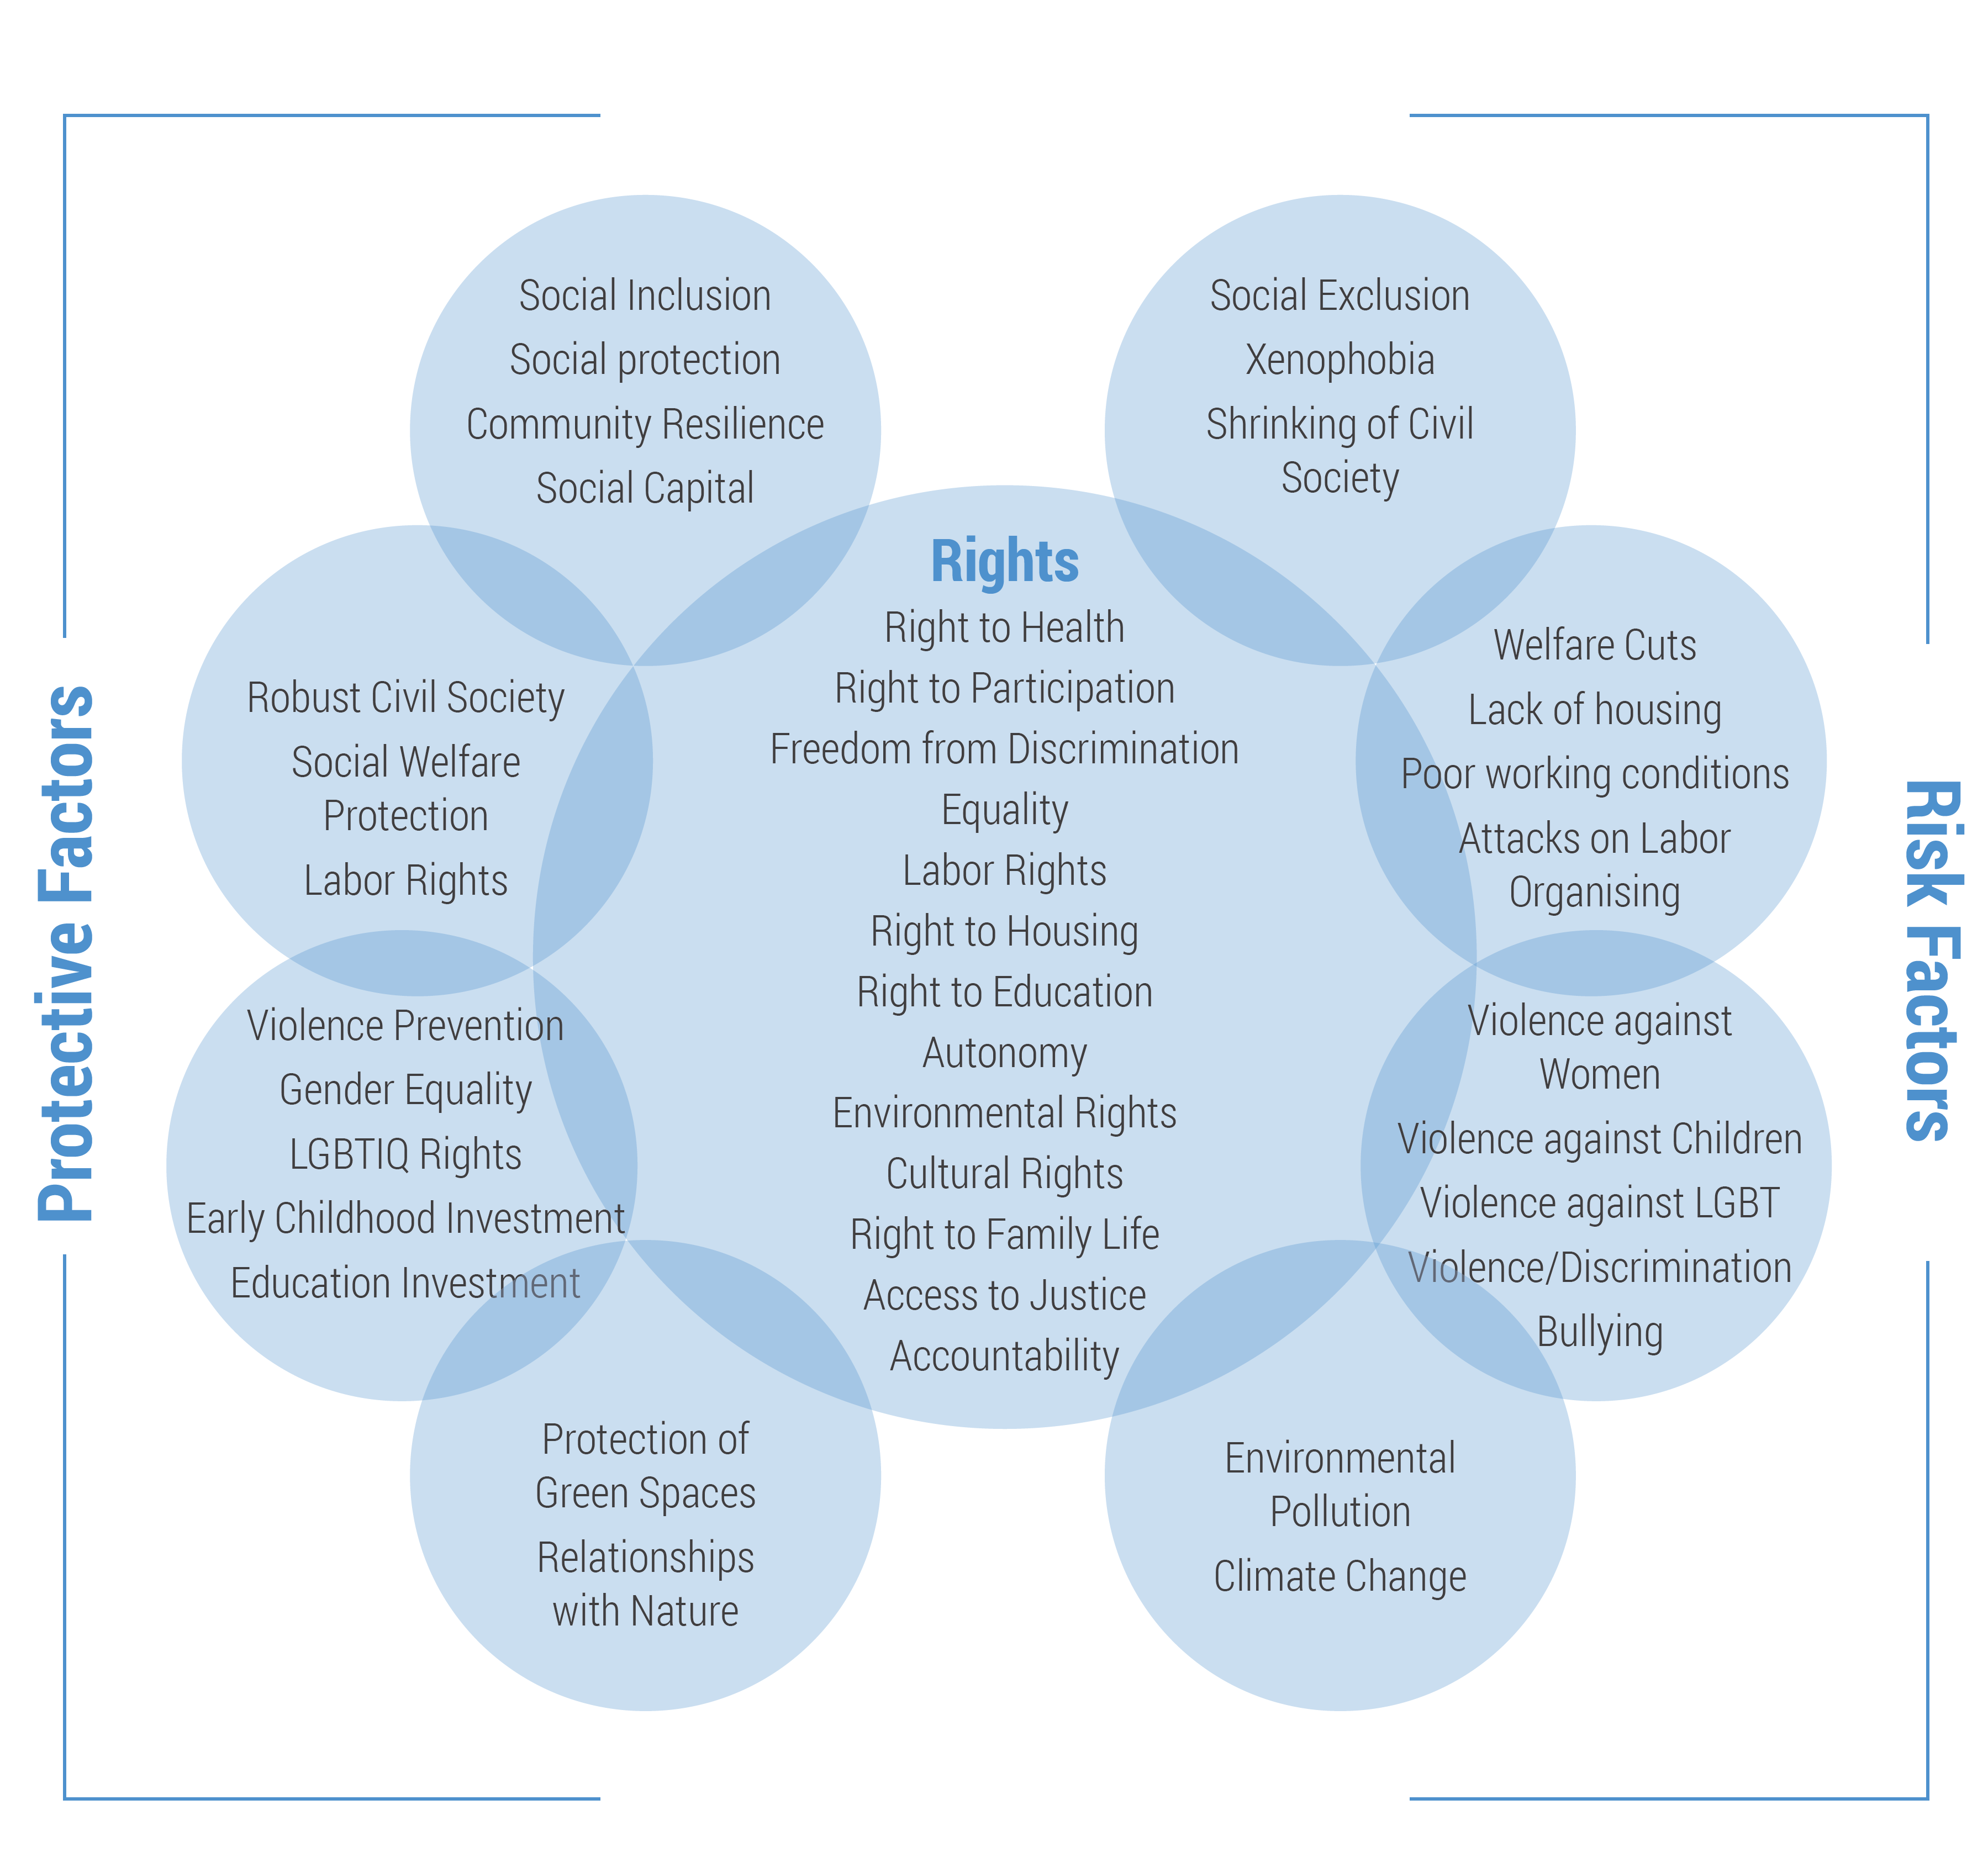 Protective Factors
Social Inclusion
Social protection
Community Resilience
Social Capital
Robust Civil Society
Social Welfare
Protection
Labor Rights
Violence Prevention
Gender Equality
LGBTIQ Rights
Early Childhood Investment
Education Investment
Protection of
Green Spaces
Relationships
with Nature
Rights
Right to Health
Right to Participation
Freedom from Discrimination
Equality
Labor Rights
Right to Housing
Right to Education
Autonomy
Environmental Rights
Cultural Rights
Right to Family Life
Access to Justice
Accountability
Risk Factors
Social Exclusion
Xenophobia
Shrinking of Civil
Society
Welfare Cuts
Lack of housing
Poor working conditions
Attacks on Labor
Organising
Violence against
Women
Violence against Children
Violence against LGBT
Violence/Discrimination
Bullying
Environmental
Pollution
Climate Change